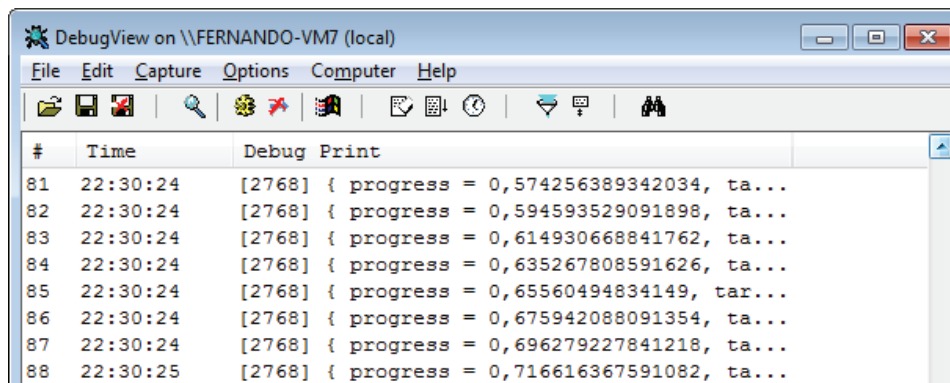 DebugView on \\FERNANDO-VM7 (local)
File Edit Capture Options Computer Help
# Time Debug Print
81 22:30:24 [2768] { progress = 0,574256389342034, ta...
82 22:30:24 [2768] { progress = 0,594593529091898, ta...
83 22:30:24 [2768] { progress = 0,614930668841762, ta...
84 22:30:24 [2768] { progress = 0,635267808591626, ta...
85 22:30:24 [2768] { progress = 0,65560494834149, tar...
86 22:30:24 [2768] { progress = 0,675942088091354, ta...
87 22:30:24 [2768] { progress = 0,696279227841218, ta...
88 22:30:25 [2768] { progress = 0,716616367591082, ta...